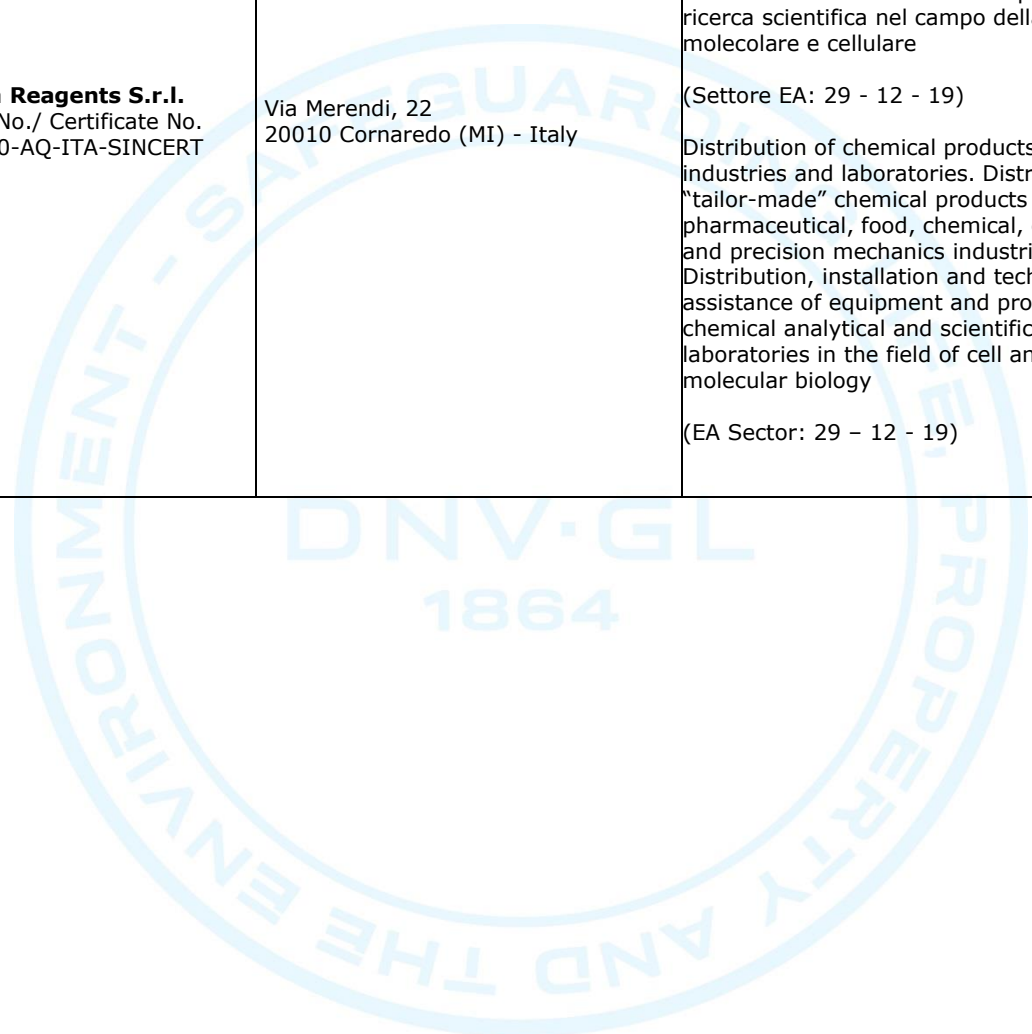 ricerca scientifica nel campo della
molecolare e cellulare
Reagents S.r.l.
No./ Certificate No.
0-AQ-ITA-SINCERT
Via Merendi, 22
20010 Cornaredo (MI) - Italy
(Settore EA: 29 - 12 - 19)
Distribution of chemical products
industries and laboratories. Distr
“tailor-made” chemical products
pharmaceutical, food, chemical,
and precision mechanics industri
Distribution, installation and tech
assistance of equipment and pro
chemical analytical and scientific
laboratories in the field of cell an
molecular biology
(EA Sector: 29 – 12 - 19)
SAFEGUARDING LIFE, PROPERTY AND THE ENVIRONMENT -
DNV·GL
1864